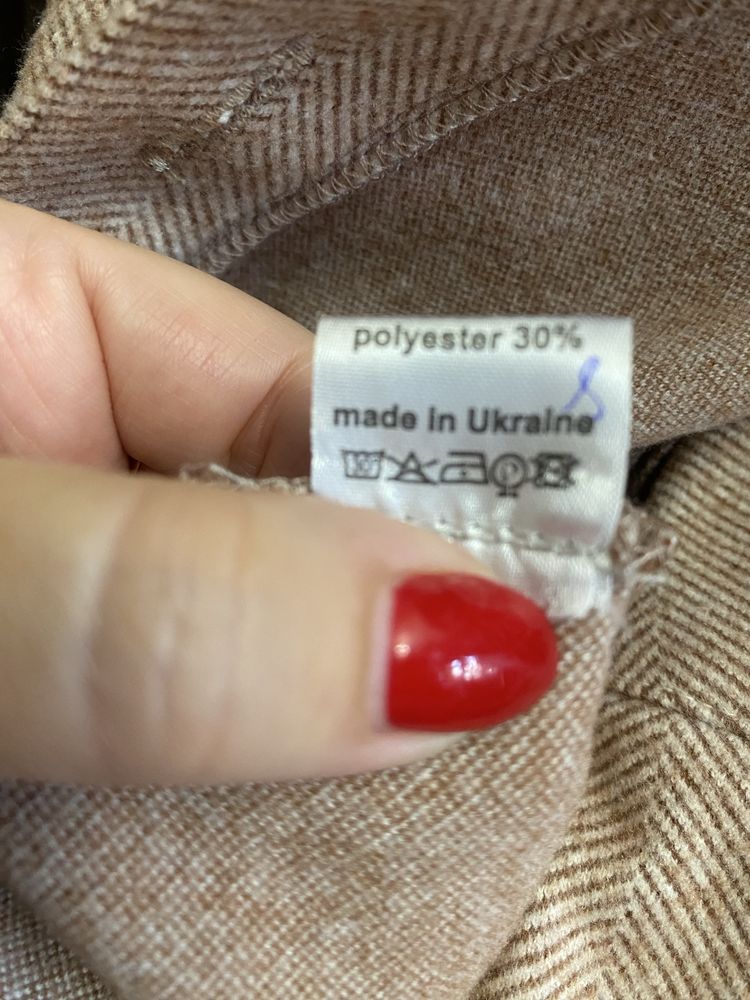 polyester 30%
made in Ukraine